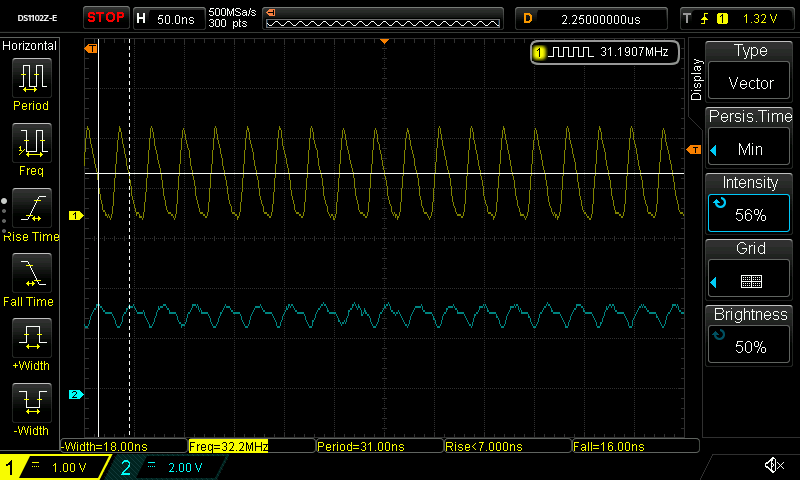 DS1102Z-E
STOP
H 50.0ns
500MSa/s
300 pts
D 2.25000000us
T 1 1.32 V
Horizontal
T
1 31.1907MHz
Period
Freq
Rise Time
Fall Time
+Width
-Width
1
2
T
Display
Type
Vector
Persis.Time
Min
Intensity
56%
Grid
Brightness
50%
-Width=18.00ns
Freq=32.2MHz
Period=31.00ns
Rise<7.000ns
Fall=16.00ns
1 1.00 V
2 2.00 V